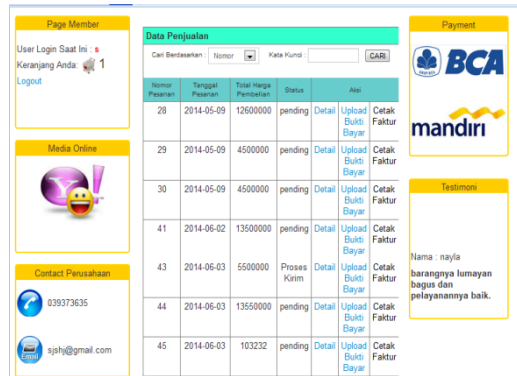 Page Member
User Login Saat Ini : s
Keranjang Anda: 1
Logout
Media Online
Y!
Contact Perusahaan
039373635
Email
sjshj@gmail.com
Data Penjualan
Cari Berdasarkan : Nomor Kata Kunci : CARI
Nomor Pesanan Tanggal Pesanan Total Harga Pembelian Status Aksi
28 2014-05-09 12600000 pending Detail Upload Bukti Bayar Cetak Faktur
29 2014-05-09 4500000 pending Detail Upload Bukti Bayar Cetak Faktur
30 2014-05-09 4500000 pending Detail Upload Bukti Bayar Cetak Faktur
41 2014-06-02 13500000 pending Detail Upload Bukti Bayar Cetak Faktur
43 2014-06-03 5500000 Proses Kirim Detail Upload Bukti Bayar Cetak Faktur
44 2014-06-03 13550000 pending Detail Upload Bukti Bayar Cetak Faktur
45 2014-06-03 103232 pending Detail Upload Bukti Bayar Cetak Faktur
Payment
BCA
mandiri
Testimoni
Nama : nayla
barangnya lumayan
bagus dan
pelayanannya baik.